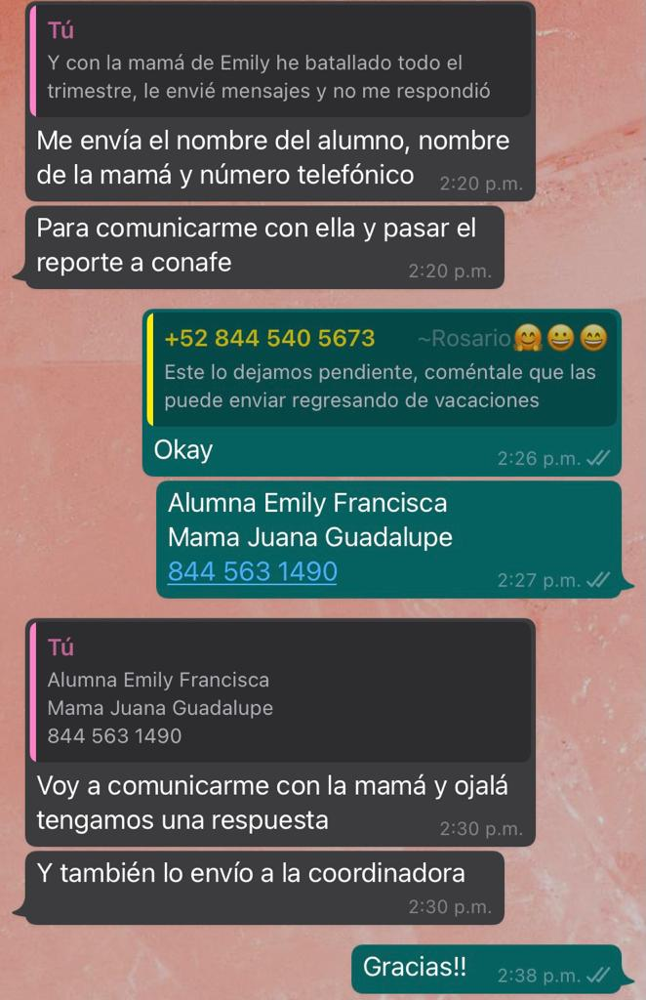 Tú
Y con la mamá de Emily he batallado todo el
trimestre, le envié mensajes y no me respondió
Me envía el nombre del alumno, nombre
de la mamá y número telefónico 2:20 p.m.
Para comunicarme con ella y pasar el
reporte a conafe 2:20 p.m.
+52 844 540 5673 ~Rosario🤗😀😄
Este lo dejamos pendiente, coméntale que las
puede enviar regresando de vacaciones
Okay 2:26 p.m.
Alumna Emily Francisca
Mama Juana Guadalupe
844 563 1490 2:27 p.m.
Tú
Alumna Emily Francisca
Mama Juana Guadalupe
844 563 1490
Voy a comunicarme con la mamá y ojalá
tengamos una respuesta 2:30 p.m.
Y también lo envío a la coordinadora
2:30 p.m.
Gracias!! 2:38 p.m.